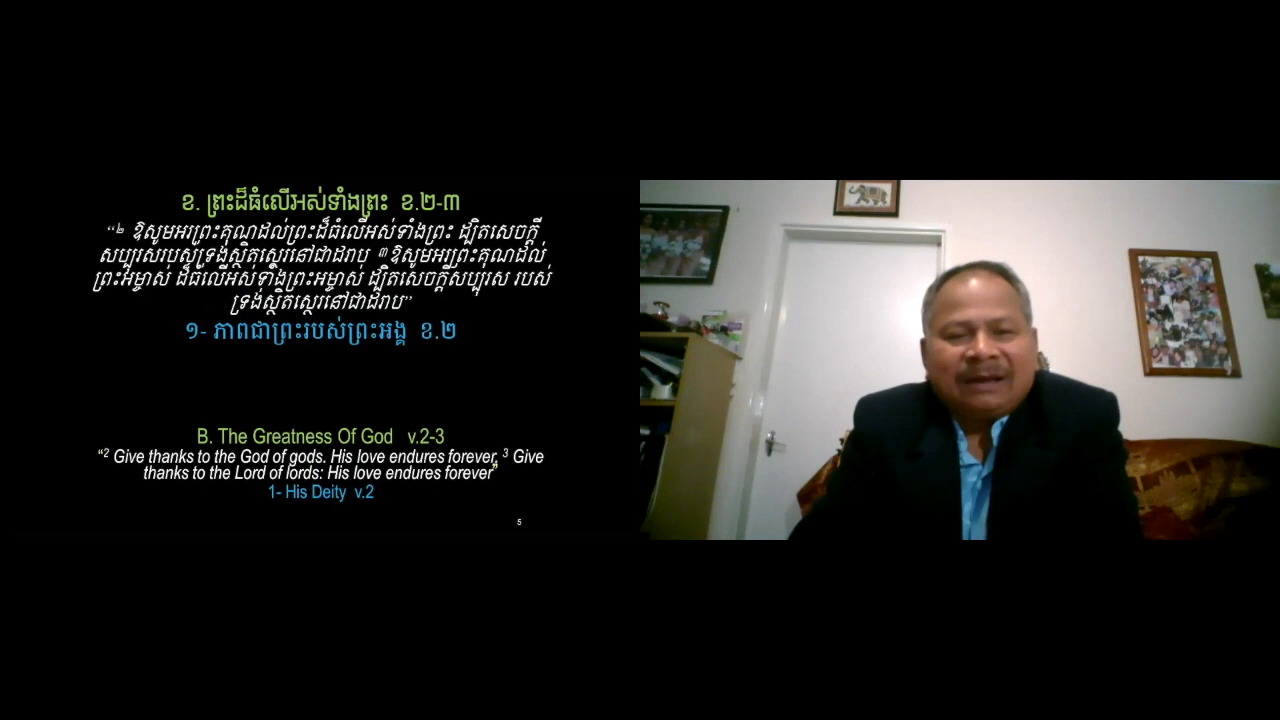 ខ. ព្រះដ៏ធំលើអស់ទាំងព្រះ ខ.២-៣
“២ ឱសូមអរព្រះគុណដល់ព្រះដ៏ធំលើអស់ទាំងព្រះ ដ្បិតសេចក្ដី
សប្បុរសរបស់ទ្រង់ស្ថិតស្ថេរនៅជាដរាប ៣ឱសូមអរព្រះគុណដល់
ព្រះអម្ចាស់ ដ៏ធំលើអស់ទាំងព្រះអម្ចាស់ ដ្បិតសេចក្ដីសប្បុរស របស់
ទ្រង់ស្ថិតស្ថេរនៅជាដរាប”
១- ភាពជាព្រះរបស់ព្រះអង្គ ខ.២
B. The Greatness Of God v.2-3
“2 Give thanks to the God of gods. His love endures forever, 3 Give
thanks to the Lord of lords: His love endures forever”
1- His Deity v.2
5